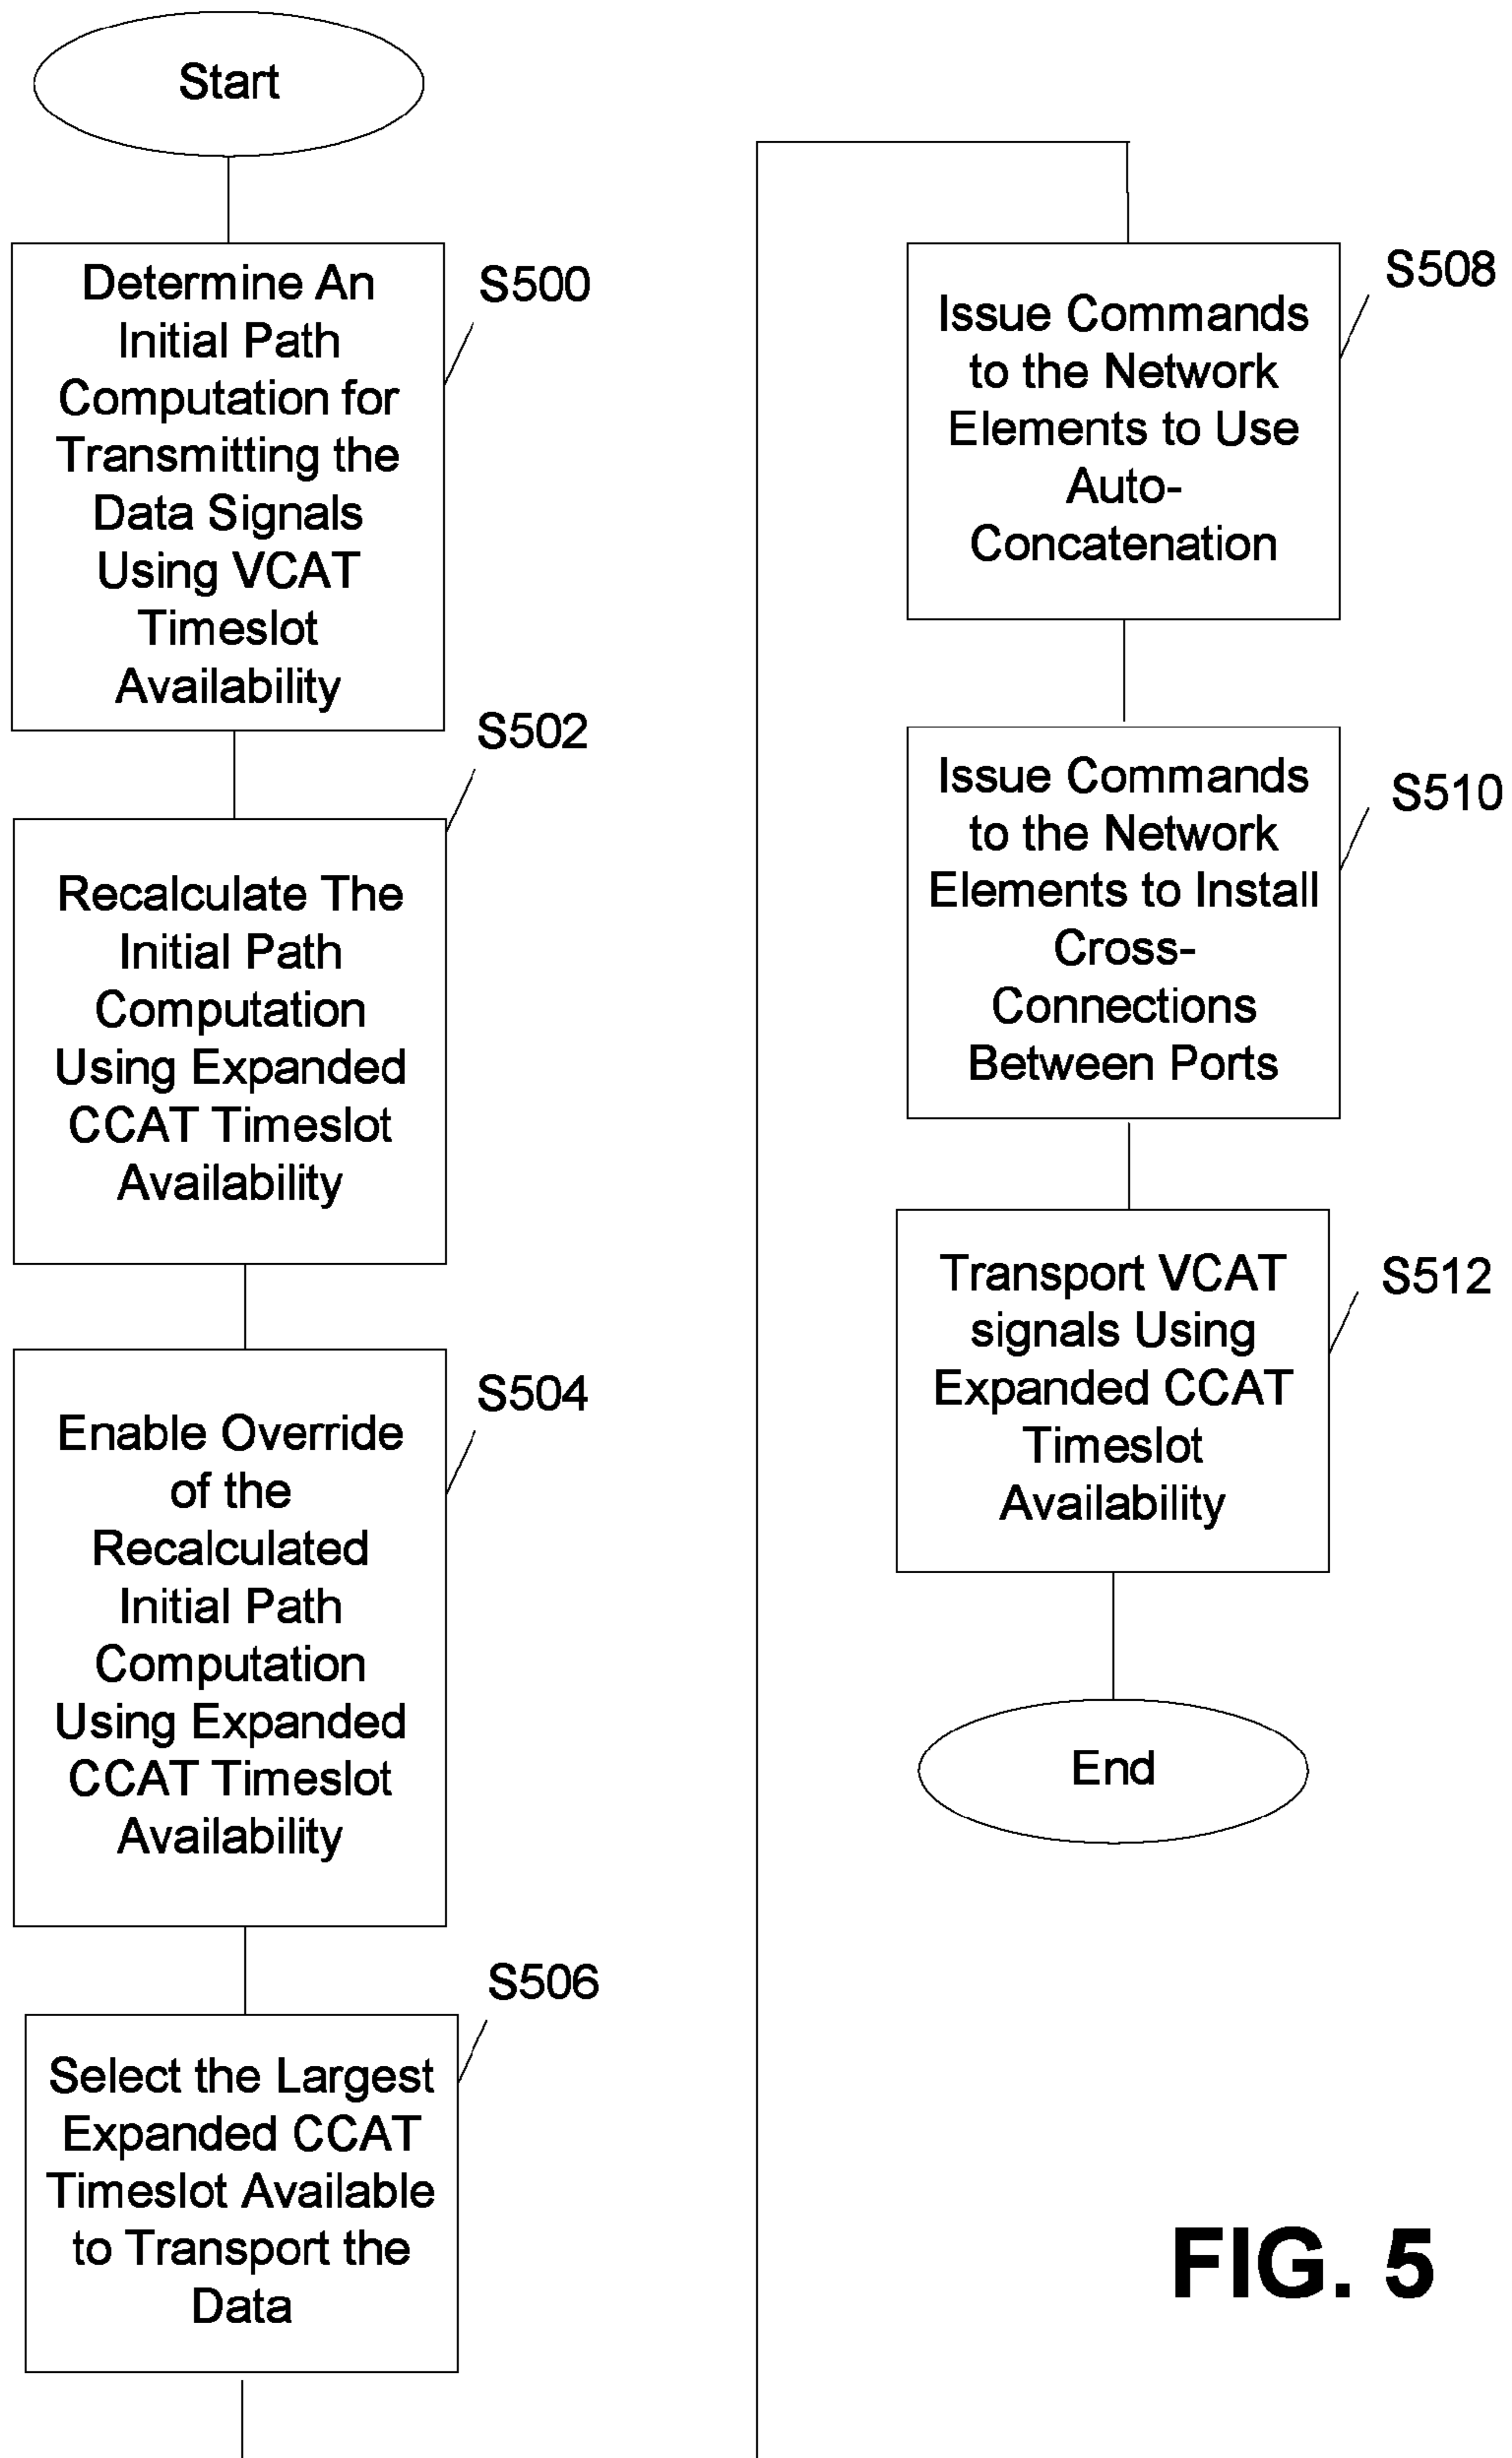 Start
Determine An
Initial Path
Computation for
Transmitting the
Data Signals
Using VCAT
Timeslot
Availability
S500
Recalculate The
Initial Path
Computation
Using Expanded
CCAT Timeslot
Availability
S502
Enable Override
of the
Recalculated
Initial Path
Computation
Using Expanded
CCAT Timeslot
Availability
S504
Select the Largest
Expanded CCAT
Timeslot Available
to Transport the
Data
S506
Issue Commands
to the Network
Elements to Use
Auto-
Concatenation
S508
Issue Commands
to the Network
Elements to Install
Cross-
Connections
Between Ports
S510
Transport VCAT
signals Using
Expanded CCAT
Timeslot
Availability
S512
End
FIG. 5